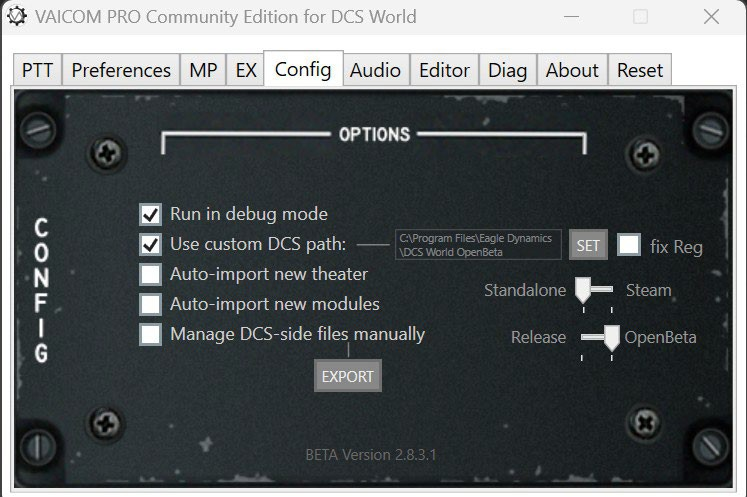 VAICOM PRO Community Edition for DCS World
PTT Preferences MP EX Config Audio Editor Diag About Reset
OPTIONS
CONFIG
Run in debug mode
Use custom DCS path:
C:\Program Files\Eagle Dynamics
\DCS World OpenBeta
SET
fix Reg
Auto-import new theater
Standalone Steam
Auto-import new modules
Manage DCS-side files manually
Release OpenBeta
EXPORT
BETA Version 2.8.3.1